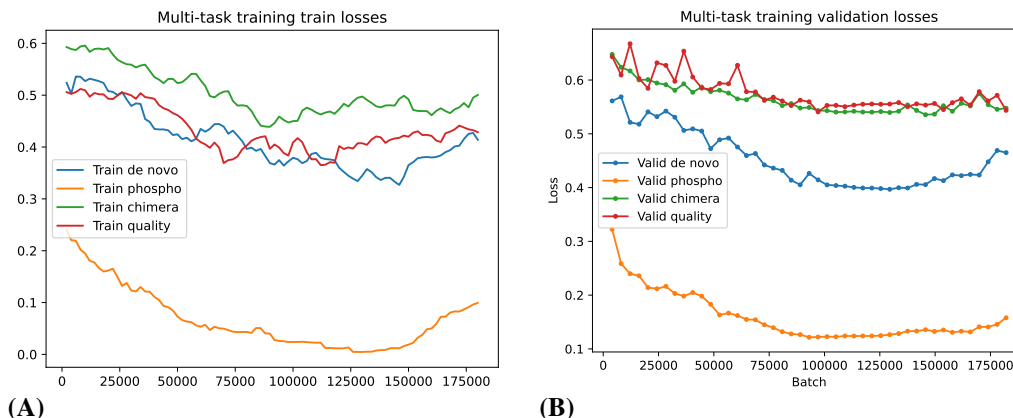 Multi-task training train losses
0.6
0.5
0.4
0.3
0.2
0.1
0.0
Train de novo
Train phospho
Train chimera
Train quality
0 25000 50000 75000 100000 125000 150000 175000
(A)
Multi-task training validation losses
Loss
0.6
0.5
0.4
0.3
0.2
0.1
Valid de novo
Valid phospho
Valid chimera
Valid quality
0 25000 50000 75000 100000 125000 150000 175000
Batch
(B)